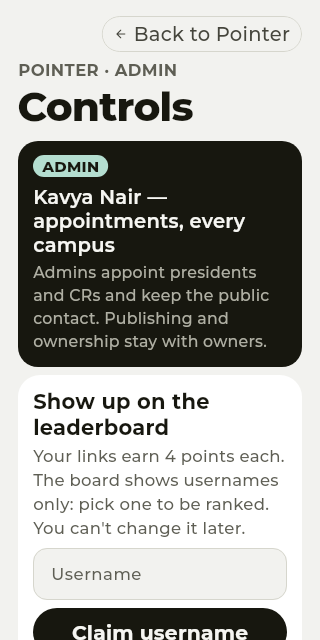 ← Back to Pointer
POINTER · ADMIN
Controls
ADMIN
Kavya Nair —
appointments, every
campus
Admins appoint presidents
and CRs and keep the public
contact. Publishing and
ownership stay with owners.
Show up on the
leaderboard
Your links earn 4 points each.
The board shows usernames
only: pick one to be ranked.
You can't change it later.
Username
Claim username